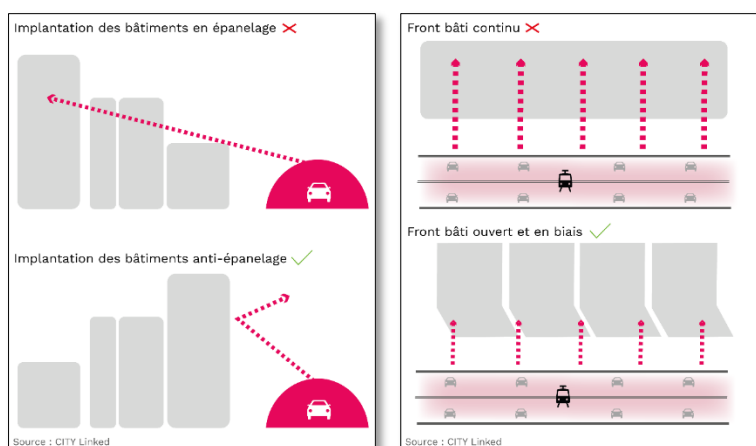 Implantation des bâtiments en épanelage
Implantation des bâtiments anti-épanelage
Source : CITY Linked
Front bâti continu
Front bâti ouvert et en biais
Source : CITY Linked